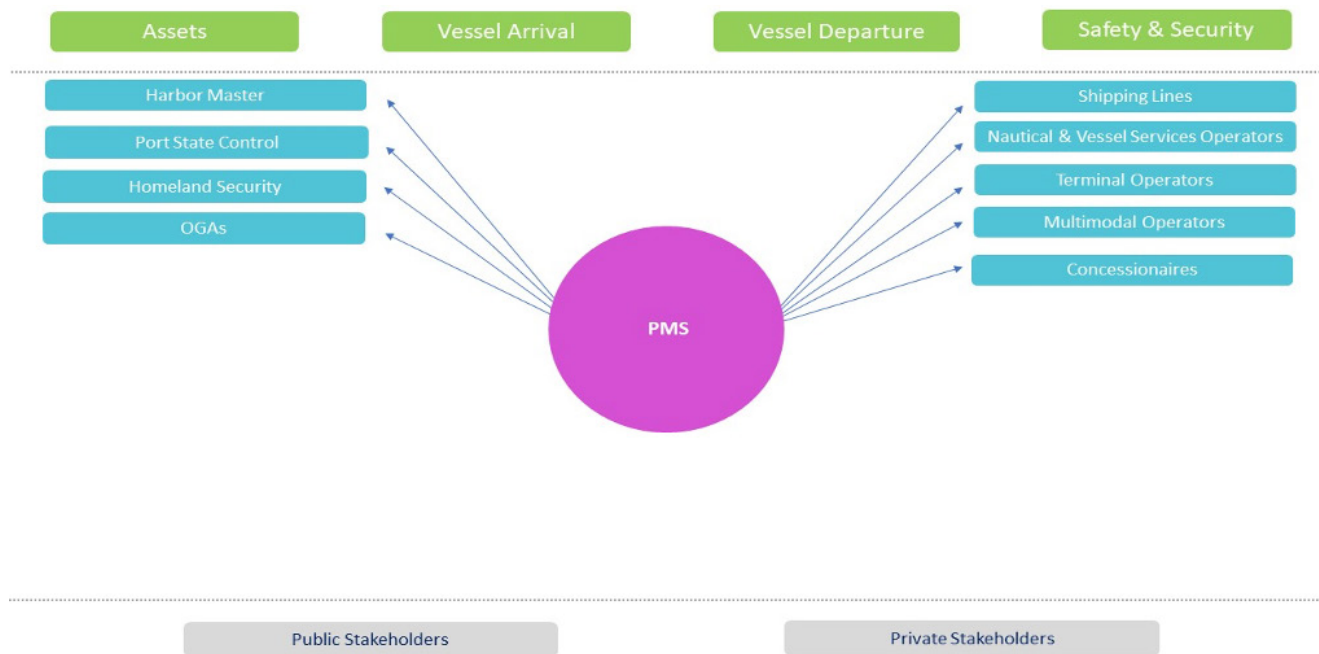 Assets
Vessel Arrival
Vessel Departure
Safety & Security
Harbor Master
Port State Control
Homeland Security
OGAs
PMS
Shipping Lines
Nautical & Vessel Services Operators
Terminal Operators
Multimodal Operators
Concessionaires
Public Stakeholders
Private Stakeholders